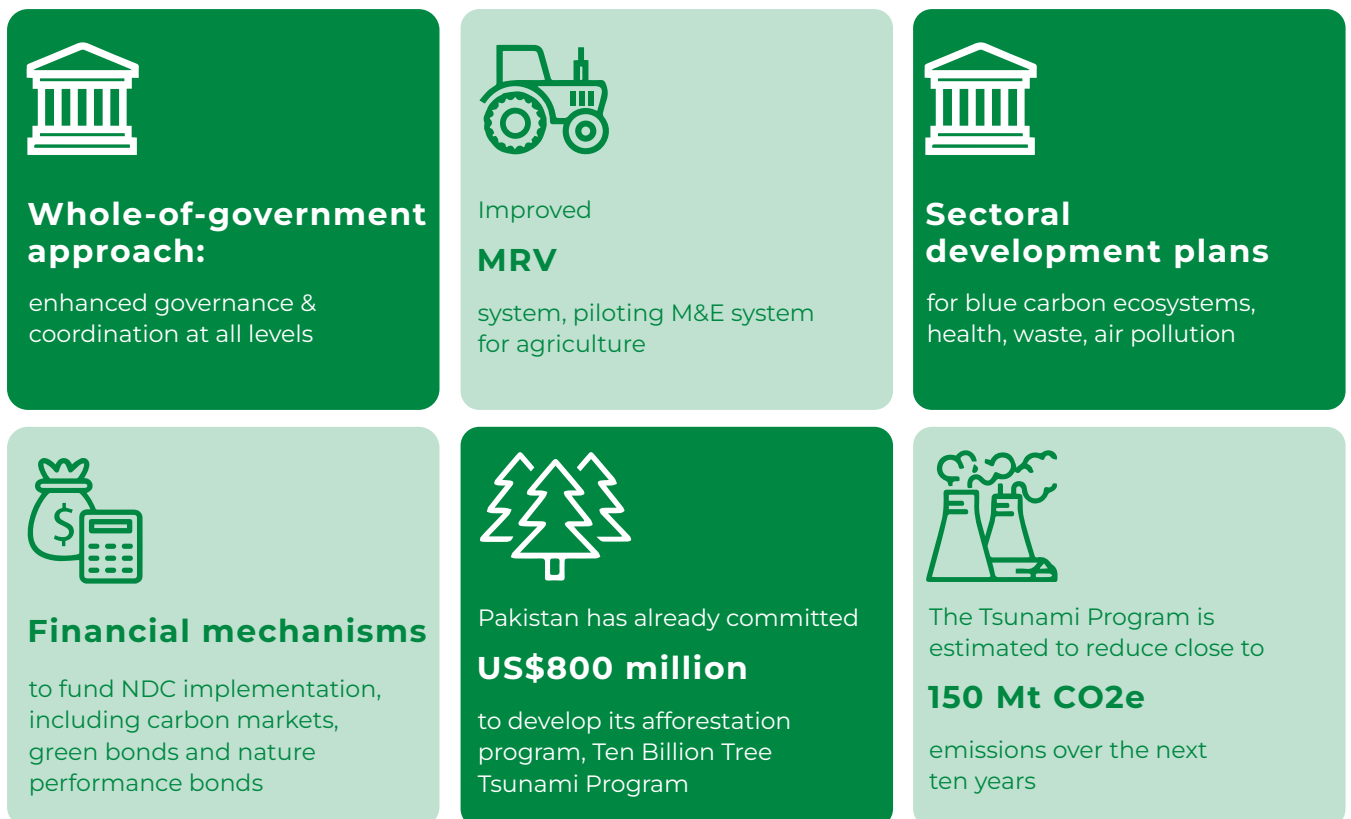 Whole-of-government
approach:
enhanced governance &
coordination at all levels
Improved
MRV
system, piloting M&E system
for agriculture
Sectoral
development plans
for blue carbon ecosystems,
health, waste, air pollution
$
Financial mechanisms
to fund NDC implementation,
including carbon markets,
green bonds and nature
performance bonds
Pakistan has already committed
US$800 million
to develop its afforestation
program, Ten Billion Tree
Tsunami Program
The Tsunami Program is
estimated to reduce close to
150 Mt CO2e
emissions over the next
ten years